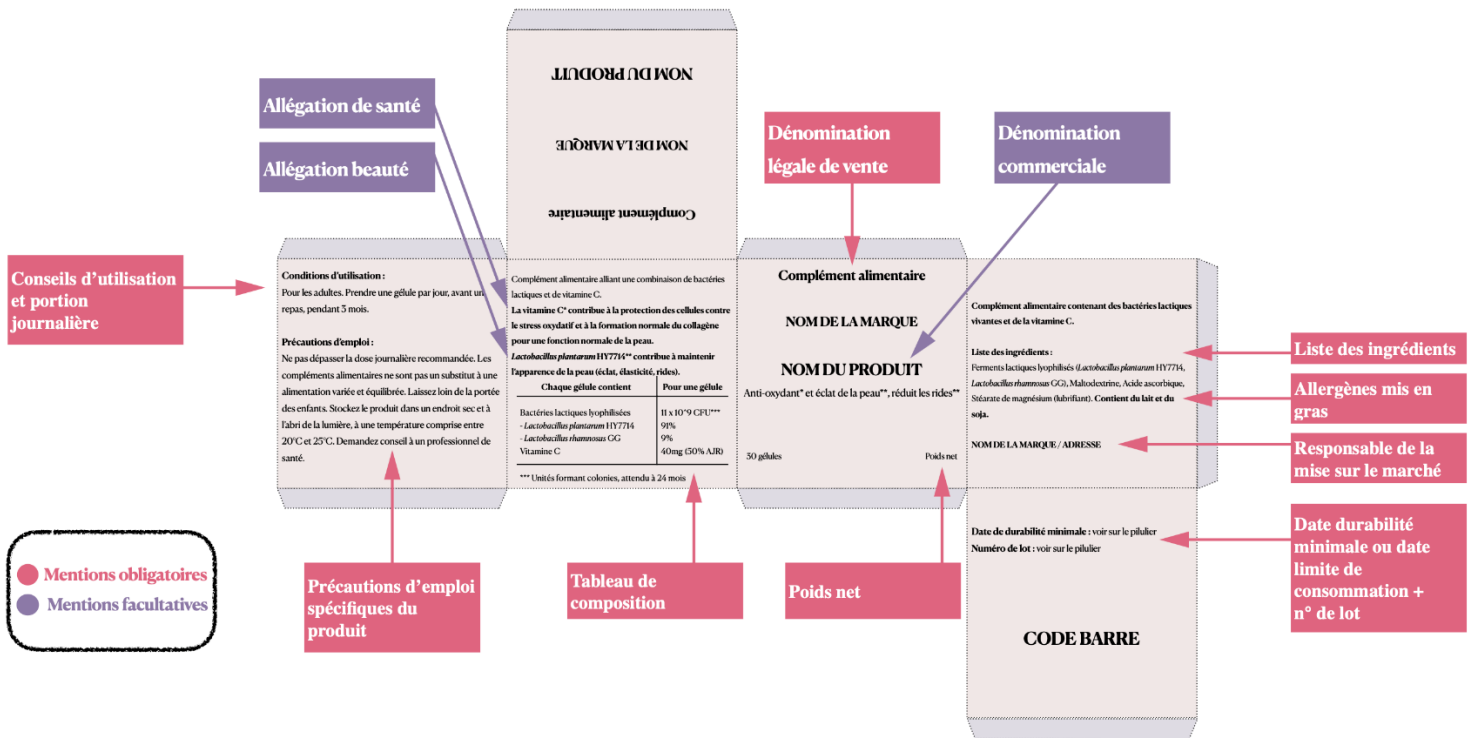 NOM DU PRODUIT
NOM DE LA MARQUE
Complément alimentaire
Allégation de santé
Allégation beauté
Dénomination
légale de vente
Dénomination
commerciale
Conseils d’utilisation
et portion
journalière
Conditions d'utilisation :
Pour les adultes. Prendre une gélule par jour, avant un
repas, pendant 3 mois.
Précautions d'emploi :
Ne pas dépasser la dose journalière recommandée. Les
compléments alimentaires ne sont pas un substitut à une
alimentation variée et équilibrée. Laissez loin de la portée
des enfants. Stockez le produit dans un endroit sec et à
l'abri de la lumière, à une température comprise entre
20°C et 25°C. Demandez conseil à un professionnel de
santé.
Complément alimentaire alliant une combinaison de bactéries
lactiques et de vitamine C.
La vitamine C* contribue à la protection des cellules contre
le stress oxydatif et à la formation normale du collagène
pour une fonction normale de la peau.
Lactobacillus plantarum HY7714** contribue à maintenir
l'apparence de la peau (éclat, élasticité, rides).
Chaque gélule contient Pour une gélule
Bactéries lactiques lyophilisées 11 x 10^9 CFU***
- Lactobacillus plantarum HY7714 91%
- Lactobacillus rhamnosus GG 9%
Vitamine C 40mg (50% AJR)
*** Unités formant colonies, attendu à 24 mois
Complément alimentaire
NOM DE LA MARQUE
NOM DU PRODUIT
Anti-oxydant* et éclat de la peau**, réduit les rides**
30 gélules Poids net
Complément alimentaire contenant des bactéries lactiques
vivantes et de la vitamine C.
Liste des ingrédients :
Ferments lactiques lyophilisés (Lactobacillus plantarum HY7714,
Lactobacillus rhamnosus GG), Maltodextrine, Acide ascorbique,
Stéarate de magnésium (lubrifiant). Contient du lait et du
soja.
NOM DE LA MARQUE / ADRESSE
Liste des ingrédients
Allergènes mis en
gras
Responsable de la
mise sur le marché
Date de durabilité minimale : voir sur le pilulier
Numéro de lot : voir sur le pilulier
CODE BARRE
Date durabilité
minimale ou date
limite de
consommation +
n° de lot
Mentions obligatoires
Mentions facultatives
Précautions d’emploi
spécifiques du
produit
Tableau de
composition
Poids net